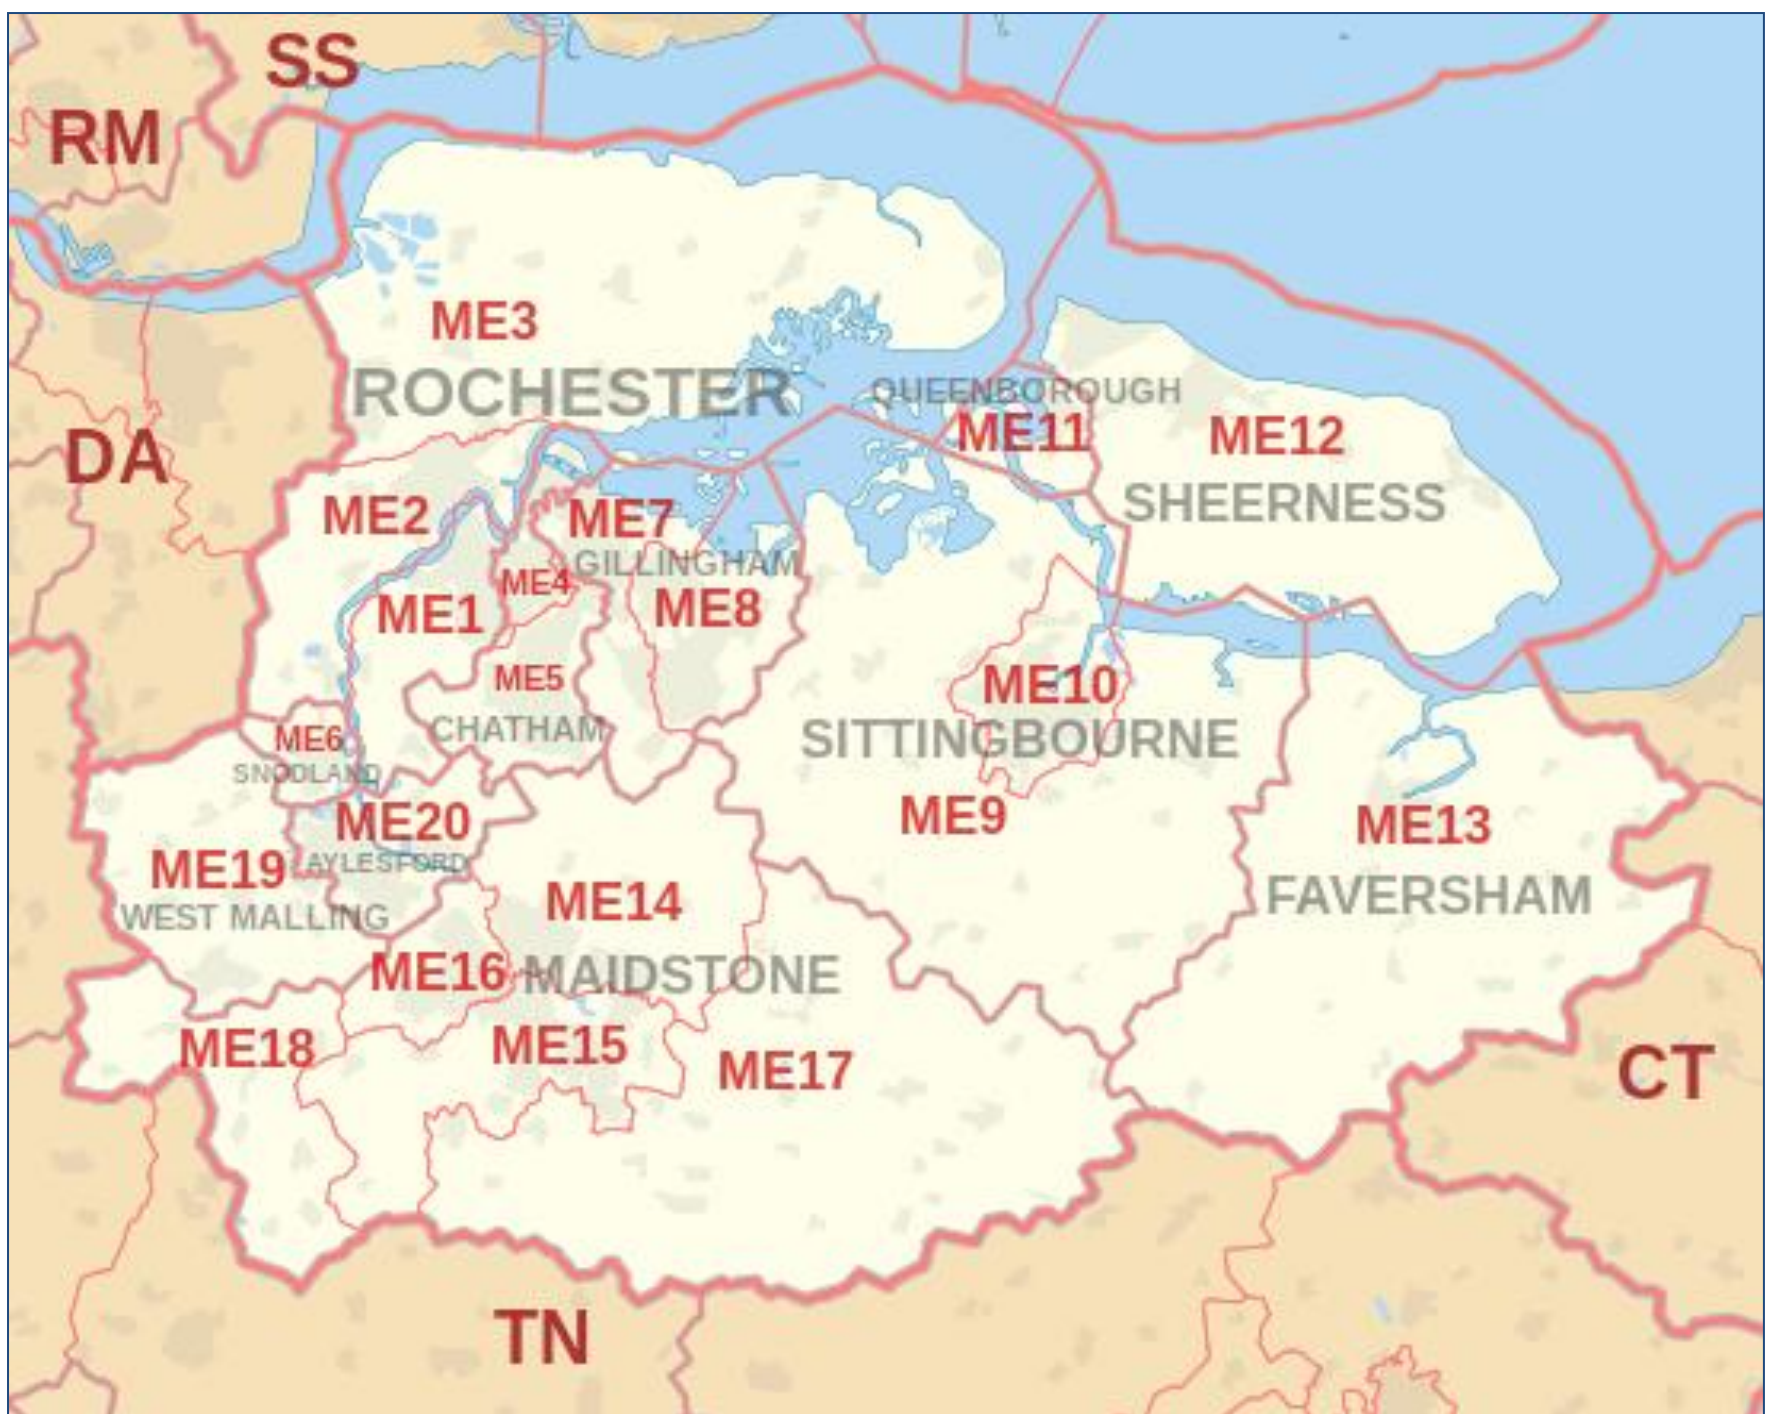 SS
RM
ME3
ROCHESTER
QUEENBOROUGH
ME11
ME12
DA
SHEERNESS
ME2
ME7
GILLINGHAM
ME4
ME1
ME8
ME5
ME10
CHATHAM
ME6
SITTINGBOURNE
SNODLAND
ME20
ME9
ME13
AYLESFORD
ME19
ME14
FAVERSHAM
WEST MALLING
ME16
MAIDSTONE
ME18
ME15
ME17
CT
TN